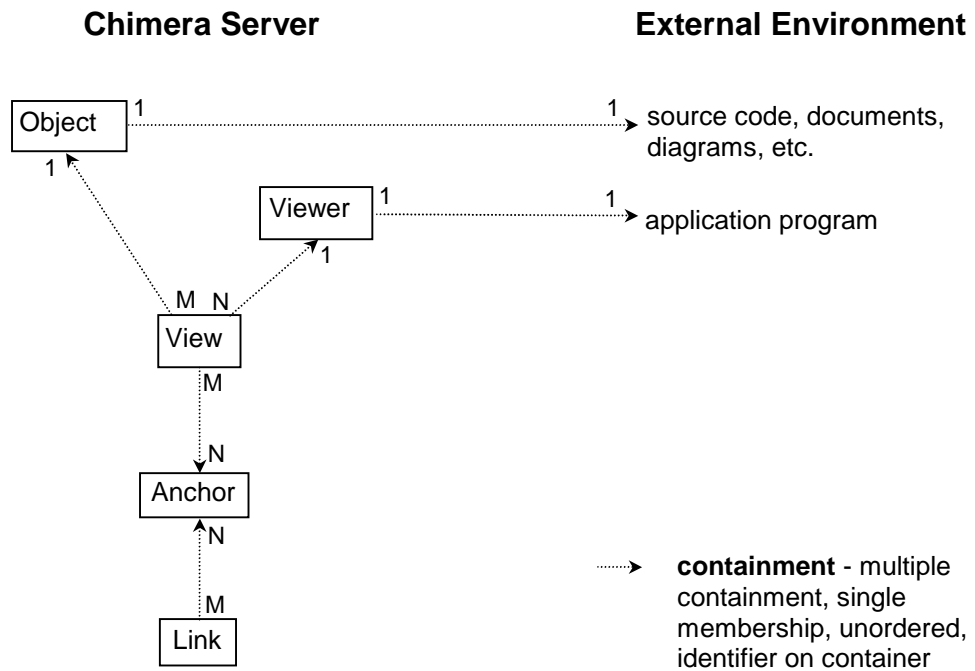 Chimera Server
External Environment
Object
1
1
source code, documents,
diagrams, etc.
1
Viewer
1
1
application program
1
M
N
View
M
N
Anchor
N
M
Link
containment - multiple
containment, single
membership, unordered,
identifier on container